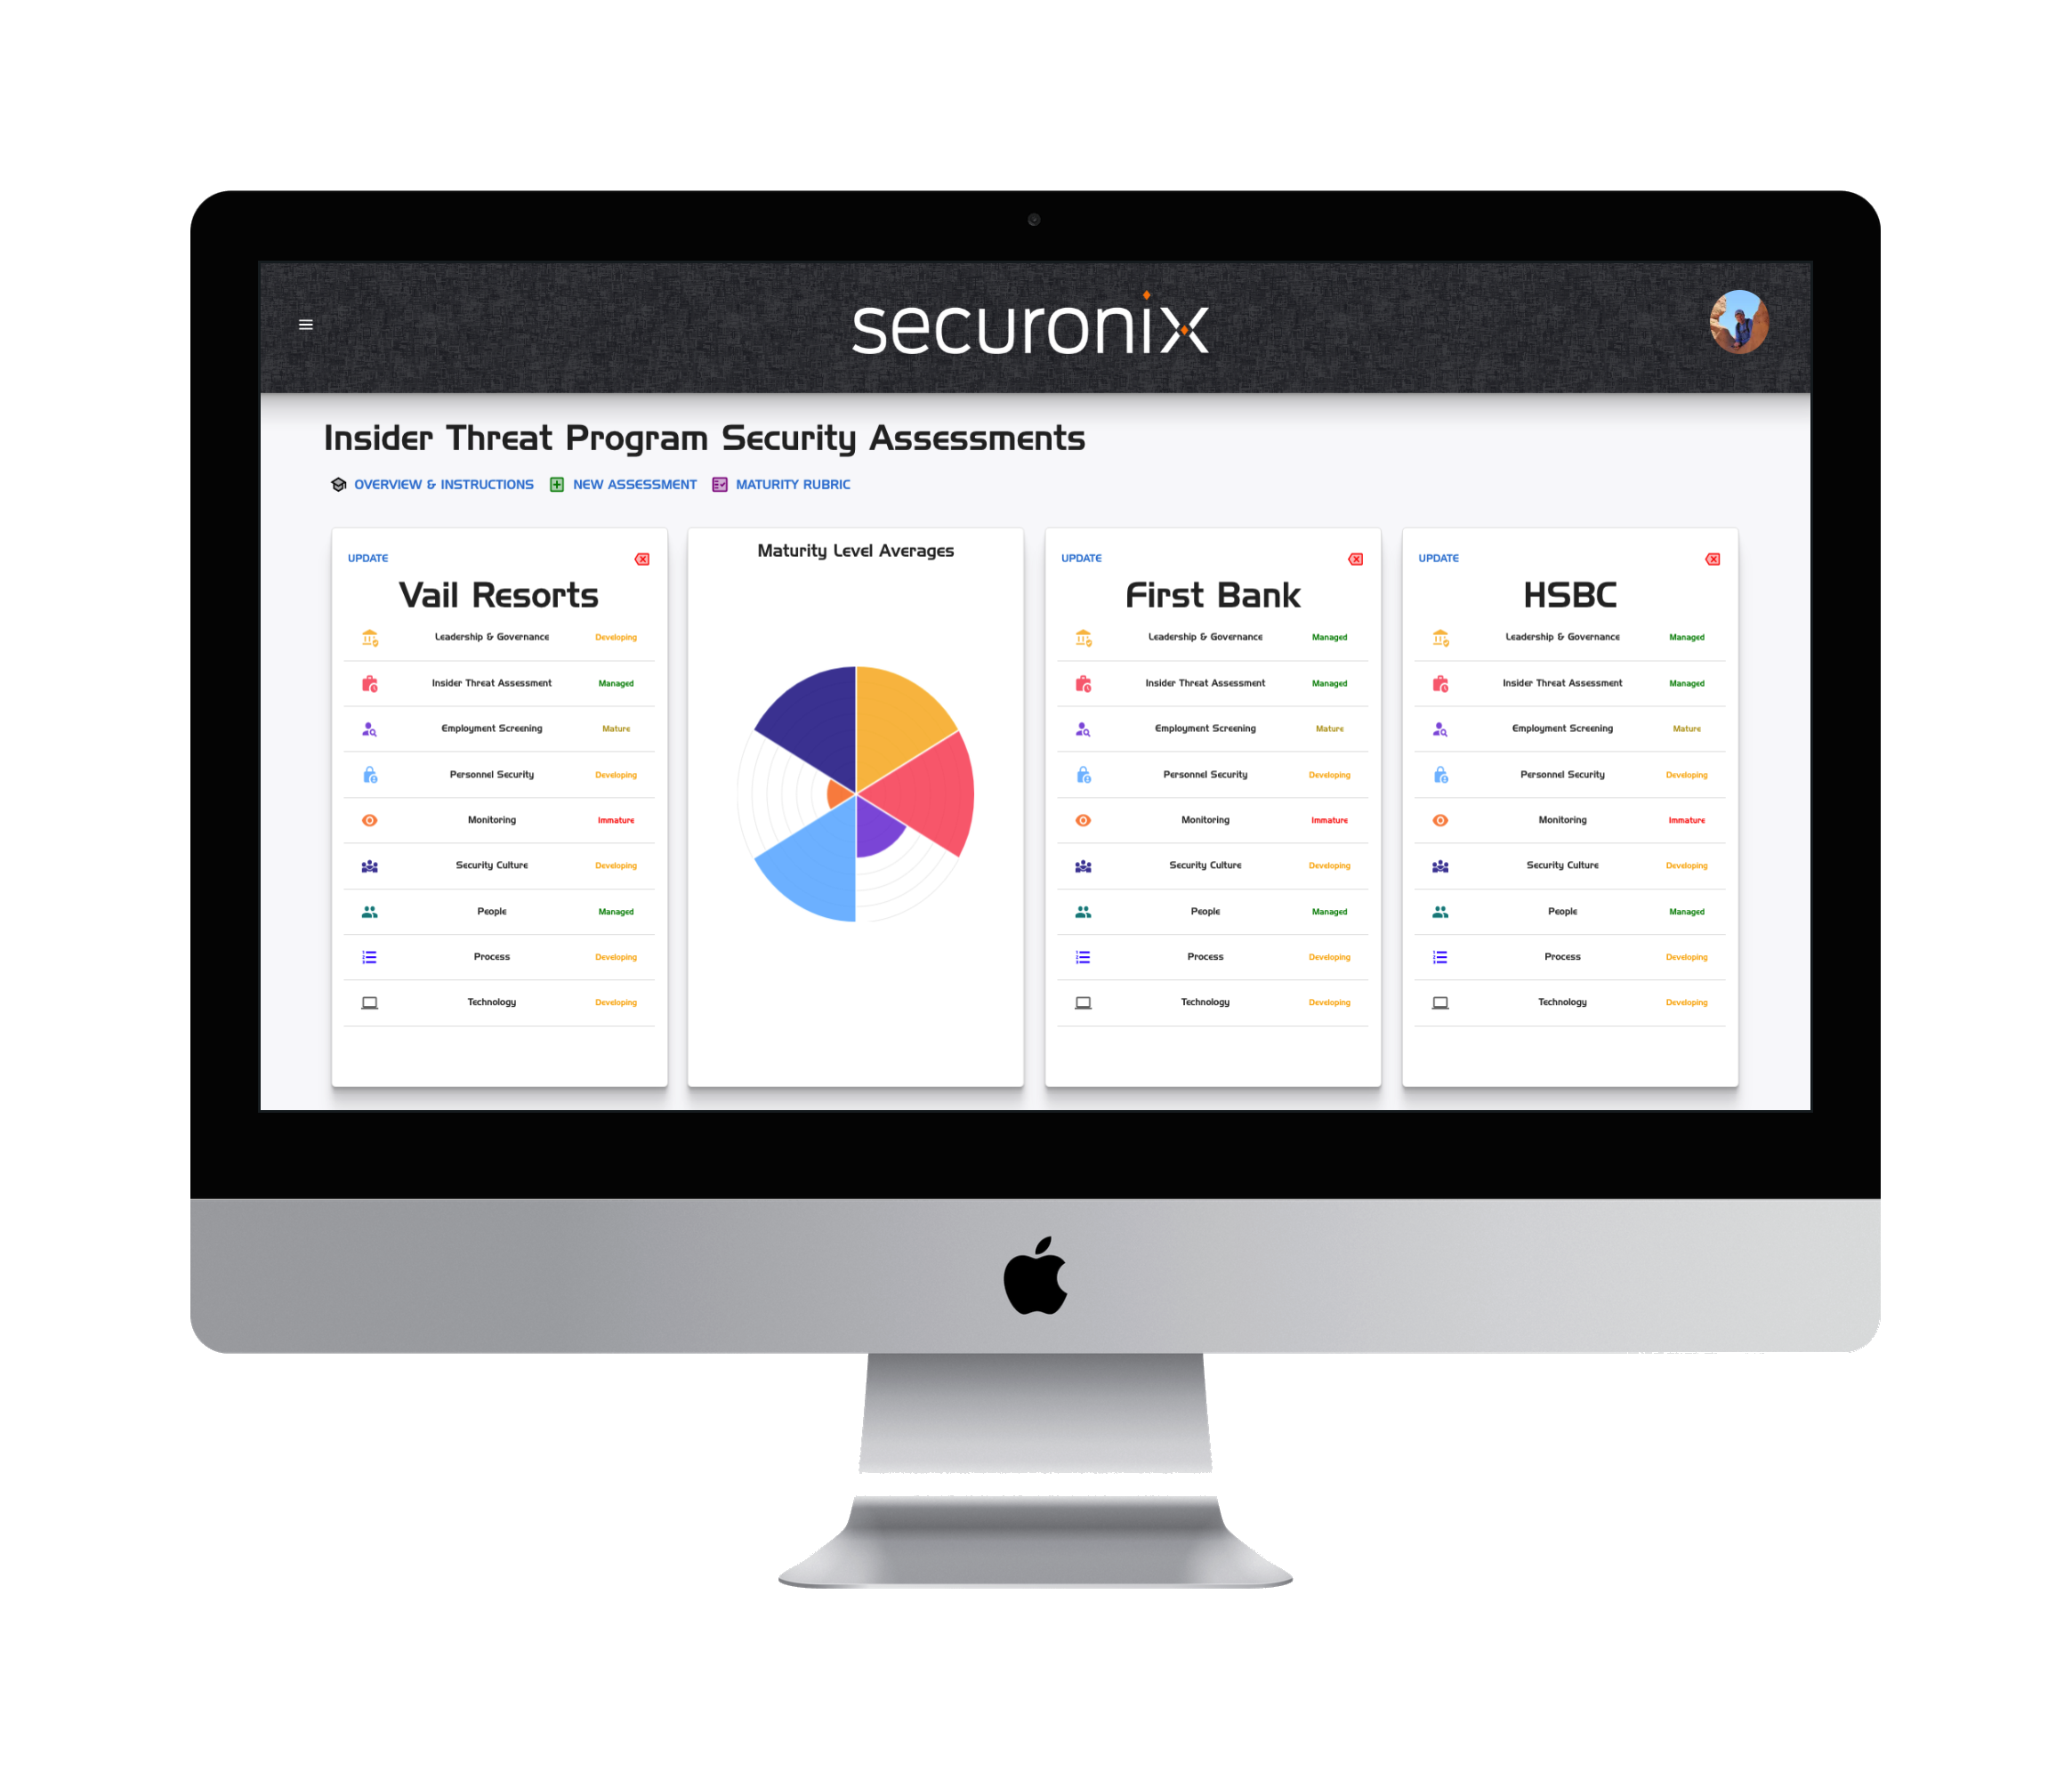 securonix
Insider Threat Program Security Assessments
OVERVIEW & INSTRUCTIONS NEW ASSESSMENT MATURITY RUBRIC
UPDATE
Vail Resorts
Leadership & Governance Developing
Insider Threat Assessment Managed
Employment Screening Mature
Personnel Security Developing
Monitoring Immature
Security Culture Developing
People Managed
Process Developing
Technology Developing
Maturity Level Averages
UPDATE
First Bank
Leadership & Governance Managed
Insider Threat Assessment Managed
Employment Screening Mature
Personnel Security Developing
Monitoring Immature
Security Culture Developing
People Managed
Process Developing
Technology Developing
UPDATE
HSBC
Leadership & Governance Managed
Insider Threat Assessment Managed
Employment Screening Mature
Personnel Security Developing
Monitoring Immature
Security Culture Developing
People Managed
Process Developing
Technology Developing